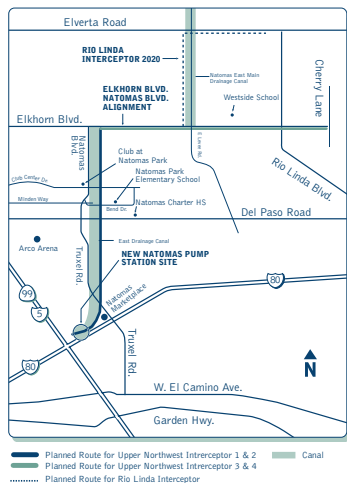 Elverta Road
RIO LINDA
INTERCEPTOR 2020
Natomas East Main
Drainage Canal
Cherry Lane
ELKHORN BLVD.
NATOMAS BLVD.
ALIGNMENT
Westside School
Elkhorn Blvd.
Natomas
Blvd.
E Levee Rd.
Club at
Natomas Park
Rio Linda Blvd.
Natomas Park
Elementary School
Club Center Dr.
Minden Way
Bend Dr.
Natomas Charter HS
Del Paso Road
Arco Arena
East Drainage Canal
Truxel Rd.
NEW NATOMAS PUMP
STATION SITE
80
99
5
Natomas
Marketplace
80
Truxel Rd.
N
W. El Camino Ave.
Garden Hwy.
Planned Route for Upper Northwest Interceptor 1 & 2
Canal
Planned Route for Upper Northwest Interceptor 3 & 4
Planned Route for Rio Linda Interceptor